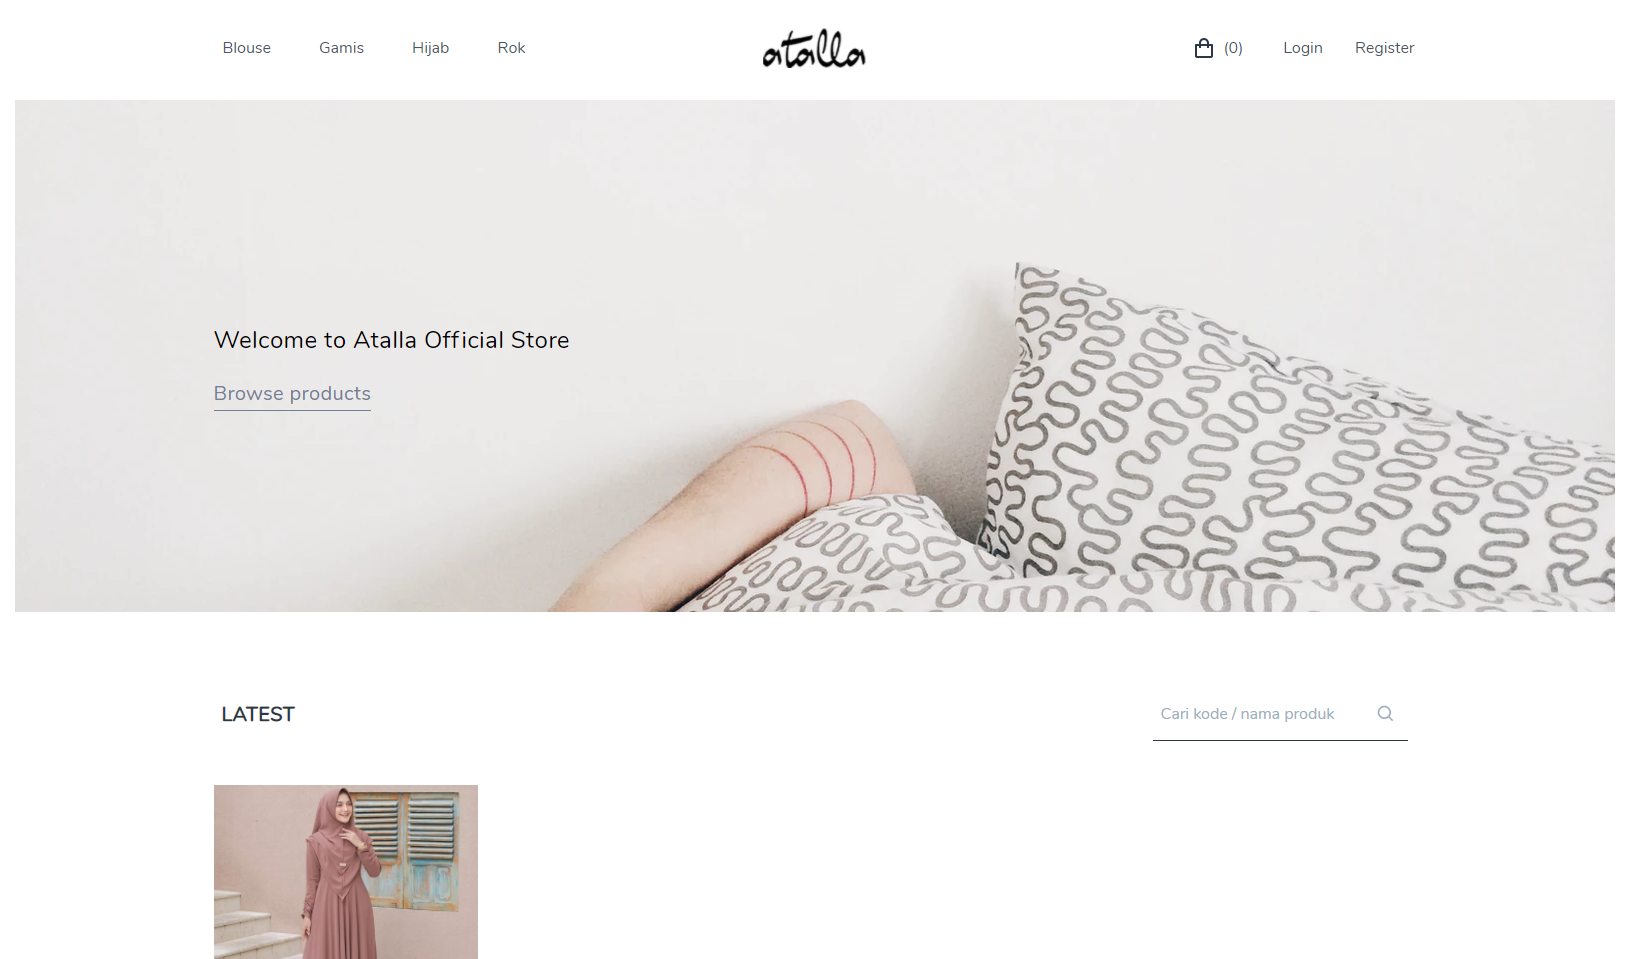 Blouse Gamis Hijab Rok atalla (0) Login Register
Welcome to Atalla Official Store
Browse products
LATEST Cari kode / nama produk